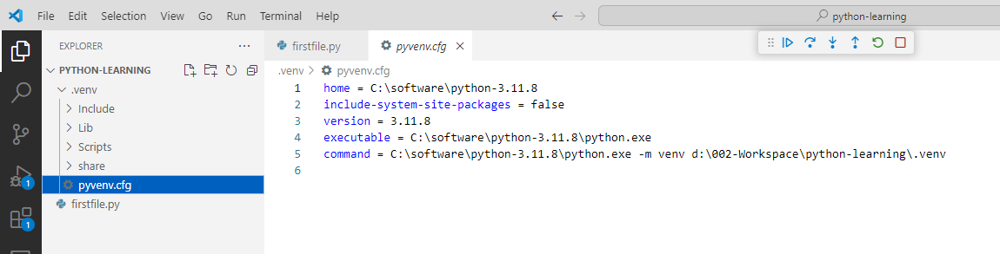 File Edit Selection View Go Run Terminal Help
python-learning
EXPLORER ···
PYTHON-LEARNING
.venv
Include
Lib
Scripts
share
pyvenv.cfg
firstfile.py
1
1
firstfile.py pyvenv.cfg
.venv > pyvenv.cfg
1 home = C:\software\python-3.11.8
2 include-system-site-packages = false
3 version = 3.11.8
4 executable = C:\software\python-3.11.8\python.exe
5 command = C:\software\python-3.11.8\python.exe -m venv d:\002-Workspace\python-learning\.venv
6